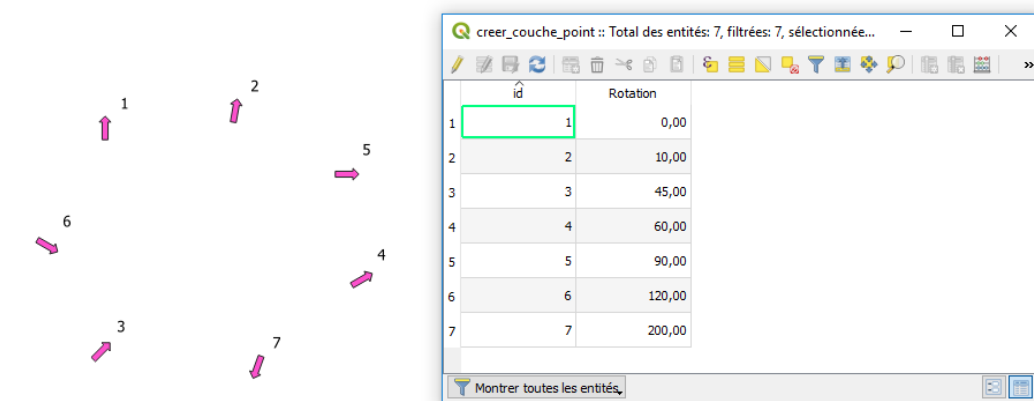 1
2
5
6
4
3
7
creer_couche_point :: Total des entités: 7, filtrées: 7, sélectionnée...
id Rotation
1 1 0,00
2 2 10,00
3 3 45,00
4 4 60,00
5 5 90,00
6 6 120,00
7 7 200,00
Montrer toutes les entités